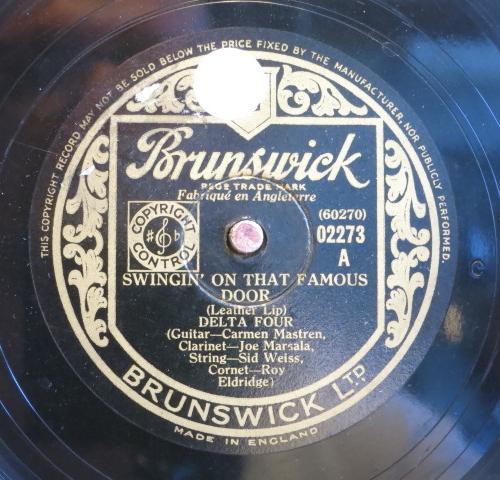 THIS COPYRIGHT RECORD MAY NOT BE SOLD BELOW THE PRICE FIXED BY THE MANUFACTURER, NOR PUBLICLY PERFORMED.
Brunswick
REGD TRADE MARK
Fabriqué en Angleterre
(60270)
COPYRIGHT
CONTROL
02273
A
SWINGIN' ON THAT FAMOUS
DOOR
(Leather Lip)
DELTA FOUR
(Guitar—Carmen Mastren,
Clarinet—Joe Marsala,
String—Sid Weiss,
Cornet—Roy
Eldridge)
BRUNSWICK LTD.
MADE IN ENGLAND